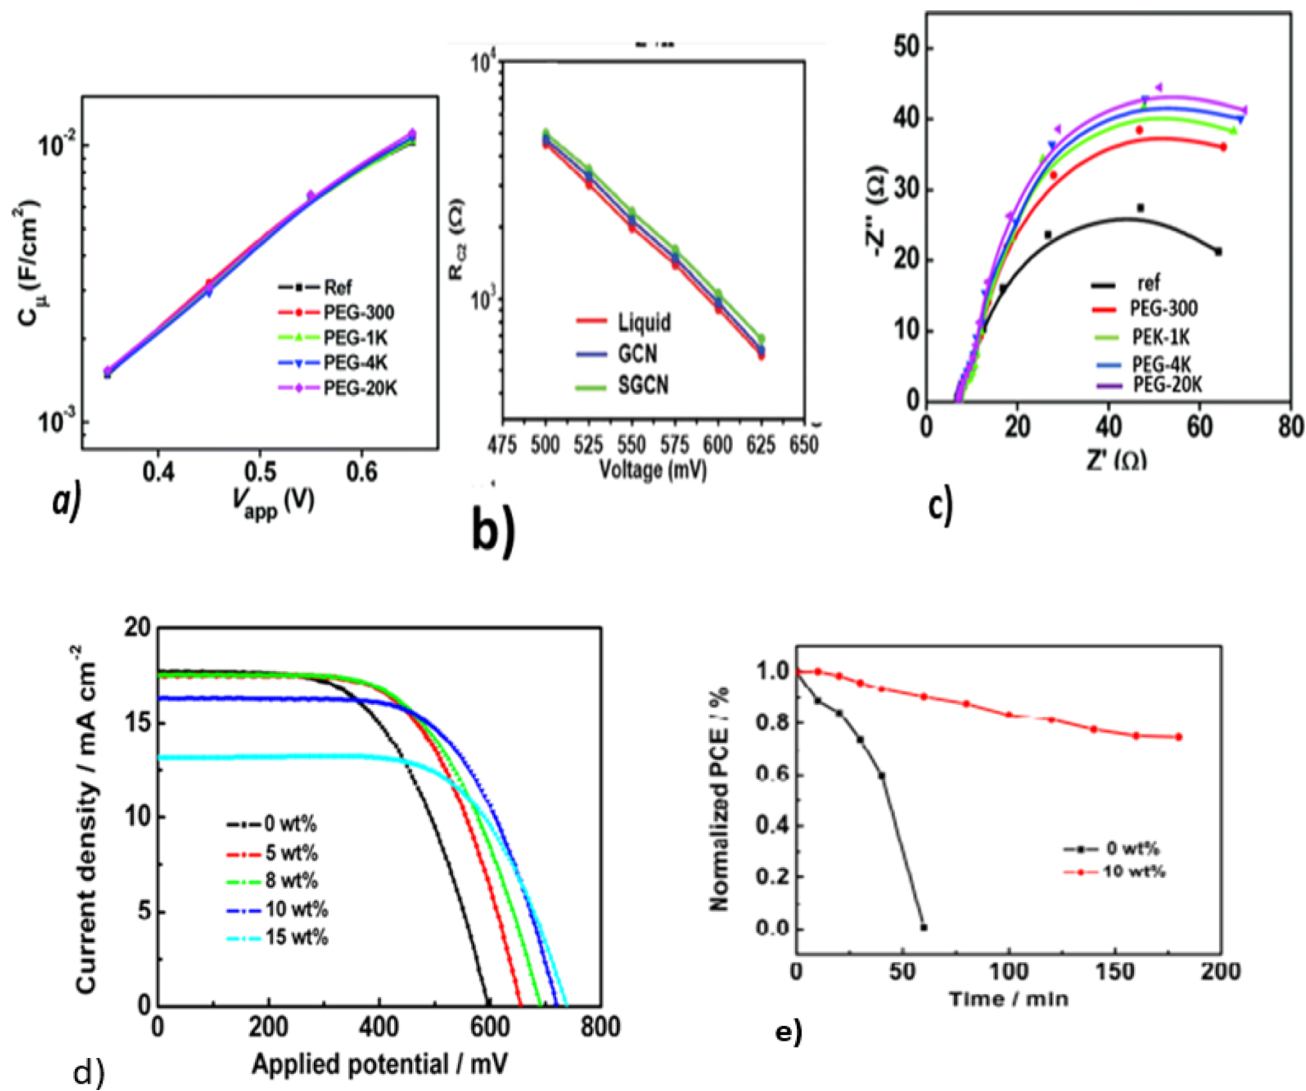 10⁻²
10⁻³
Cμ (F/cm²)
Ref
PEG-300
PEG-1K
PEG-4K
PEG-20K
0.4 0.5 0.6
Vapp (V)
a)
10⁴
10³
Liquid
GCN
SGCN
475 500 525 550 575 600 625 650
Voltage (mV)
b)
50
40
30
20
10
0
-Z'' (Ω)
ref
PEG-300
PEK-1K
PEG-4K
PEG-20K
0 20 40 60 80
Z' (Ω)
c)
20
15
10
5
0
Current density / mA cm⁻²
0 wt%
5 wt%
8 wt%
10 wt%
15 wt%
0 200 400 600 800
Applied potential / mV
d)
1.0
0.8
0.6
0.4
0.2
0.0
Normalized PCE / %
0 wt%
10 wt%
0 50 100 150 200
Time / min
e)